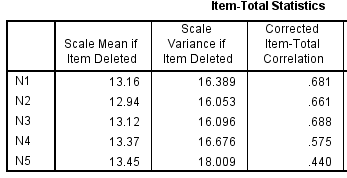 Item-Total Statistics
Scale Mean if Item Deleted Scale Variance if Item Deleted Corrected Item-Total Correlation
N1 13.16 16.389 .681
N2 12.94 16.053 .661
N3 13.12 16.096 .688
N4 13.37 16.676 .575
N5 13.45 18.009 .440